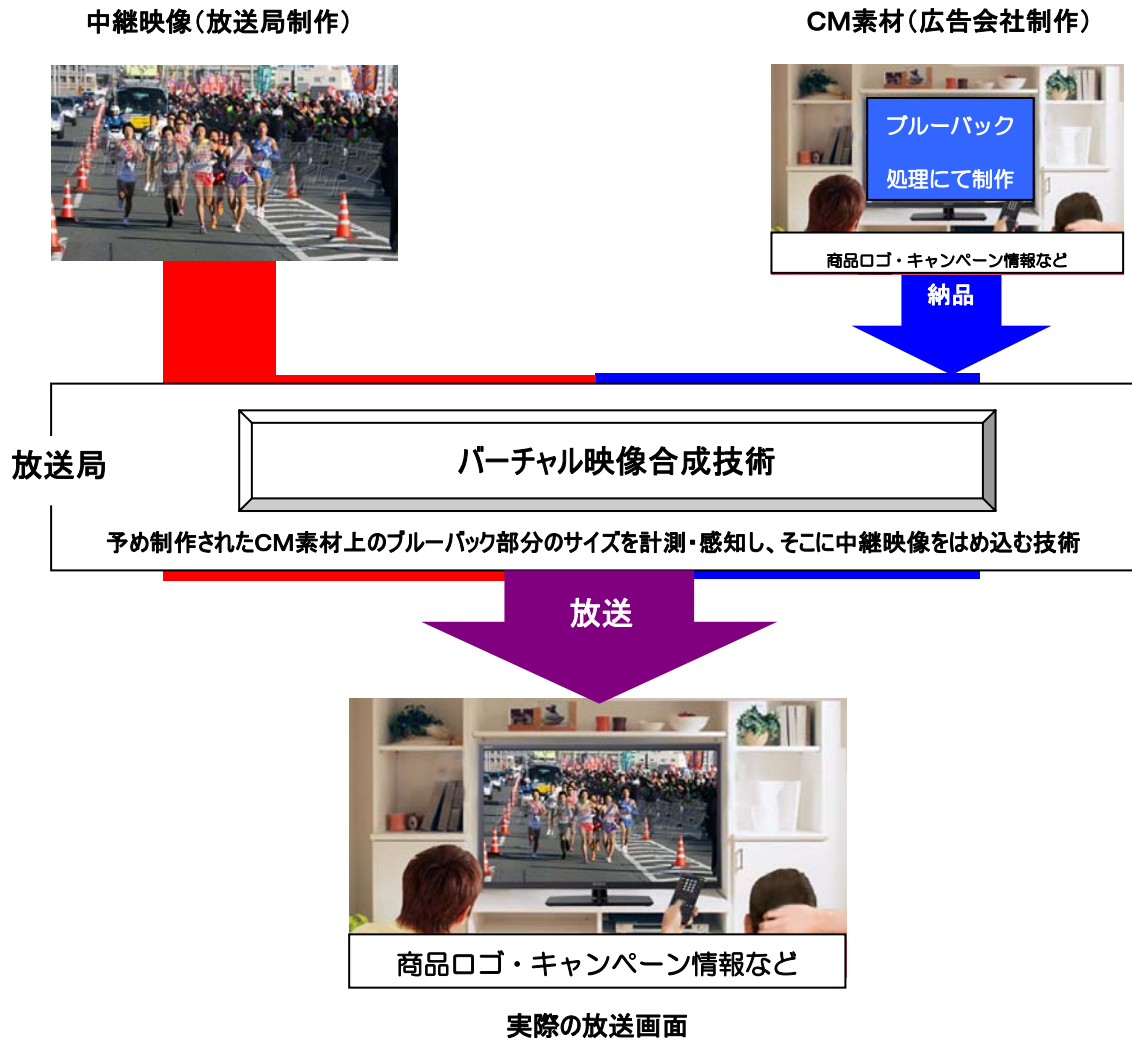 中継映像(放送局制作)
CM素材(広告会社制作)
ブルーバック
処理にて制作
商品ロゴ・キャンペーン情報など
納品
放送局
バーチャル映像合成技術
予め制作されたCM素材上のブルーバック部分のサイズを計測・感知し、そこに中継映像をはめ込む技術
放送
商品ロゴ・キャンペーン情報など
実際の放送画面